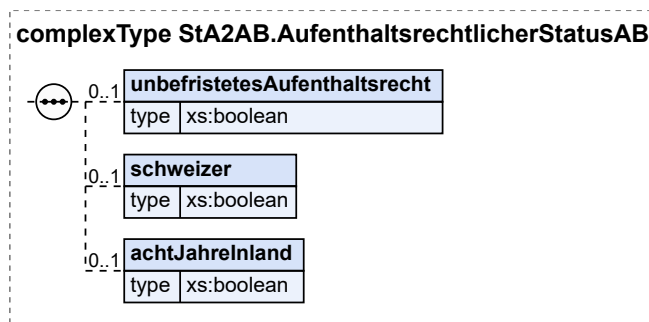 complexType StA2AB.AufenthaltsrechtlicherStatusAB
0..1 unbefristetesAufenthaltsrecht
type xs:boolean
0..1 schweizer
type xs:boolean
0..1 achtJahreInland
type xs:boolean